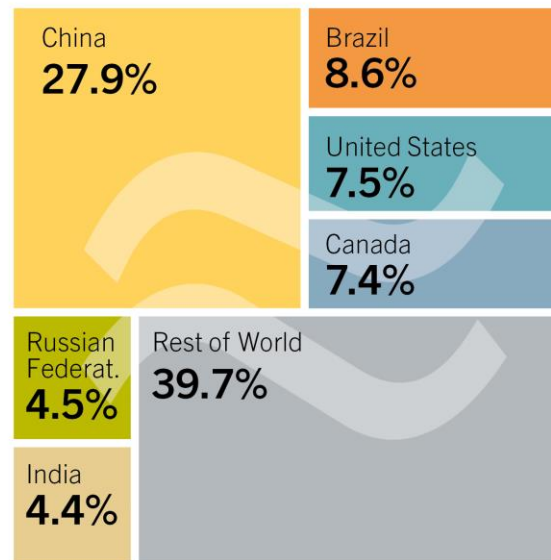 China
27.9%
Brazil
8.6%
United States
7.5%
Canada
7.4%
Russian
Federat.
4.5%
India
4.4%
Rest of World
39.7%